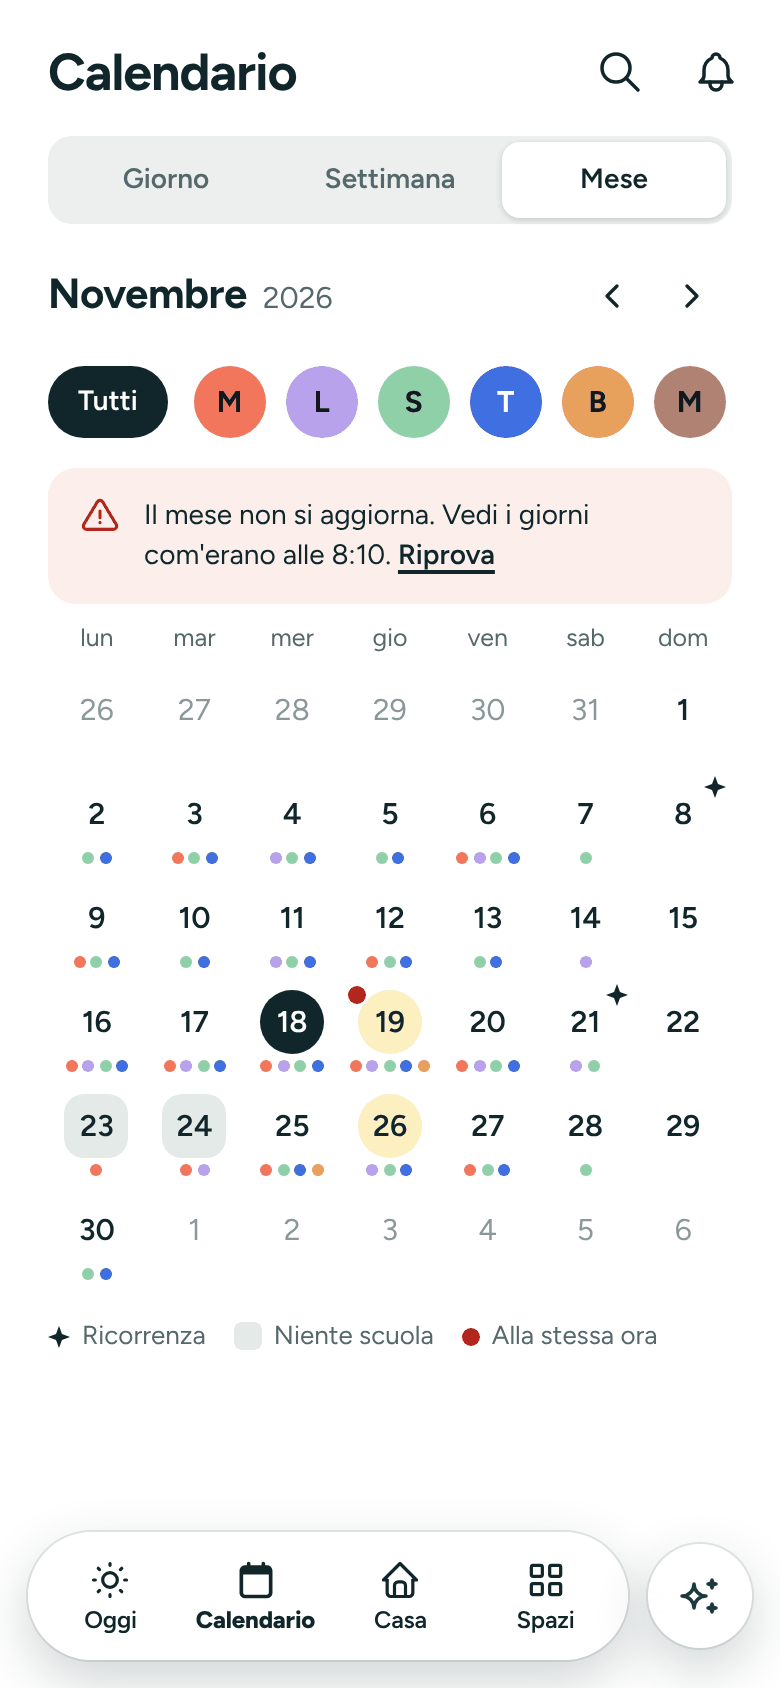 Calendario
Giorno Settimana Mese
Novembre 2026
Tutti M L S T B M
Il mese non si aggiorna. Vedi i giorni
com'erano alle 8:10. Riprova
lun mar mer gio ven sab dom
26 27 28 29 30 31 1
2 3 4 5 6 7 8
9 10 11 12 13 14 15
16 17 18 19 20 21 22
23 24 25 26 27 28 29
30 1 2 3 4 5 6
Ricorrenza Niente scuola Alla stessa ora
Oggi Calendario Casa Spazi